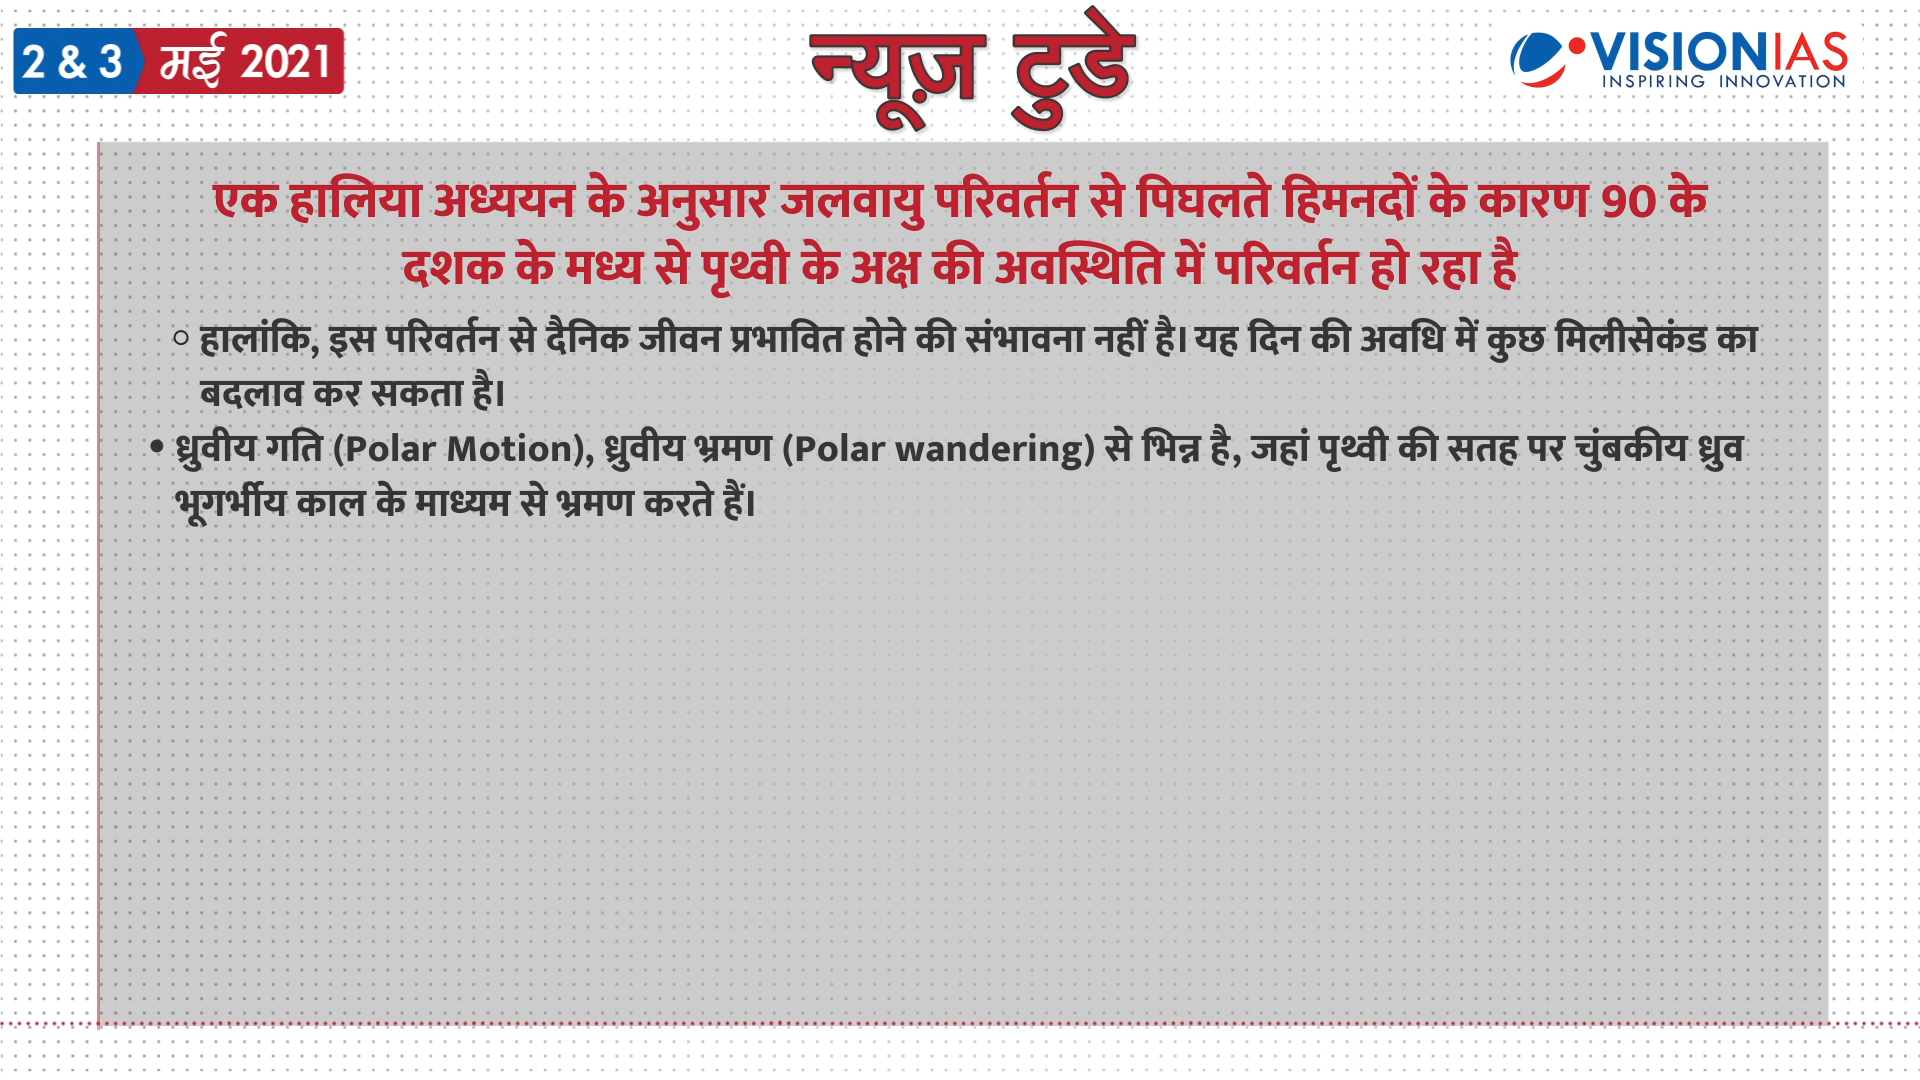 2 & 3 मई 2021
न्यूज़ टुडे
VISIONIAS
INSPIRING INNOVATION
एक हालिया अध्ययन के अनुसार जलवायु परिवर्तन से पिघलते हिमनदों के कारण 90 के
दशक के मध्य से पृथ्वी के अक्ष की अवस्थिति में परिवर्तन हो रहा है
○ हालांकि, इस परिवर्तन से दैनिक जीवन प्रभावित होने की संभावना नहीं है। यह दिन की अवधि में कुछ मिलीसेकंड का
बदलाव कर सकता है।
• ध्रुवीय गति (Polar Motion), ध्रुवीय भ्रमण (Polar wandering) से भिन्न है, जहां पृथ्वी की सतह पर चुंबकीय ध्रुव
भूगर्भीय काल के माध्यम से भ्रमण करते हैं।